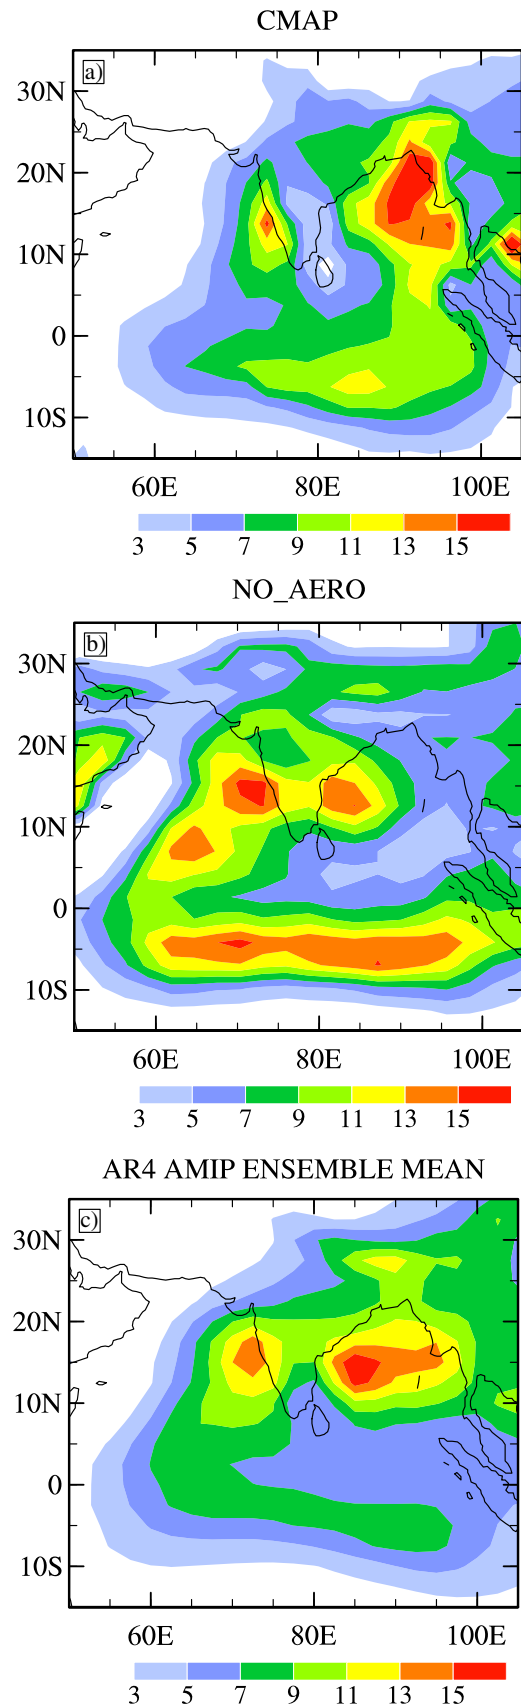 CMAP
a)
30N
20N
10N
0
10S
60E 80E 100E
3 5 7 9 11 13 15
NO_AERO
b)
30N
20N
10N
0
10S
60E 80E 100E
3 5 7 9 11 13 15
AR4 AMIP ENSEMBLE MEAN
c)
30N
20N
10N
0
10S
60E 80E 100E
3 5 7 9 11 13 15